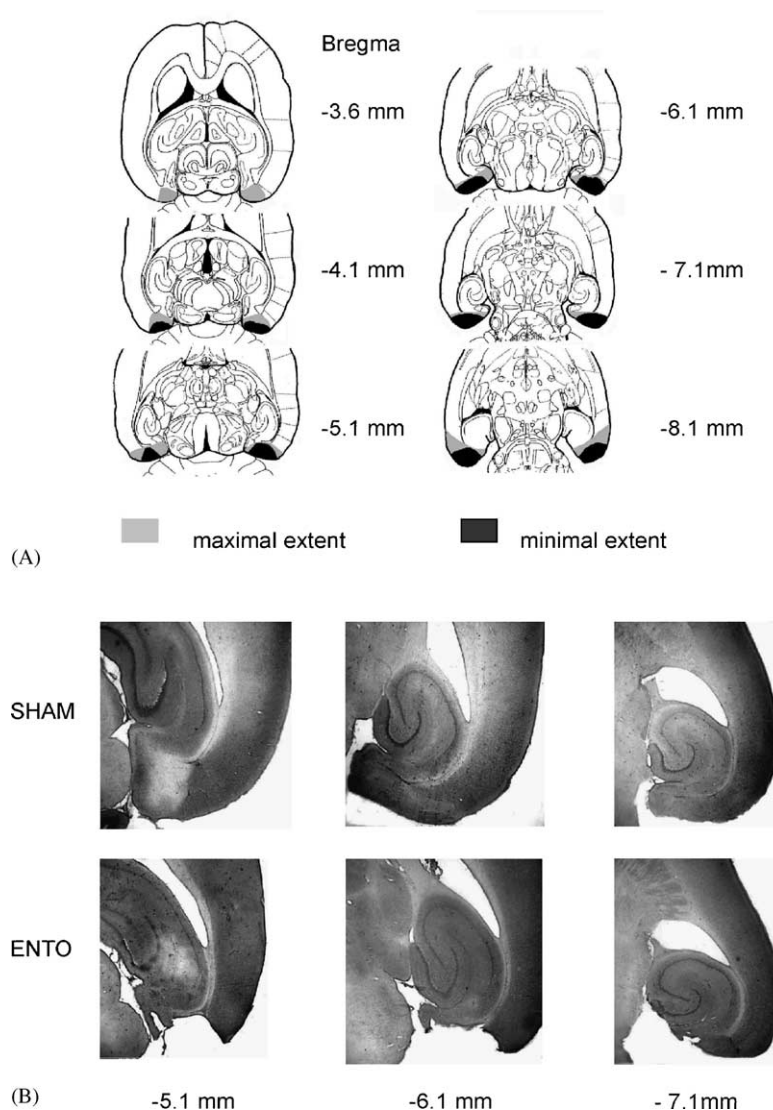 Bregma
-3.6 mm
-6.1 mm
-4.1 mm
- 7.1mm
-5.1 mm
-8.1 mm
maximal extent
minimal extent
(A)
SHAM
ENTO
(B)
-5.1 mm
-6.1 mm
- 7.1mm